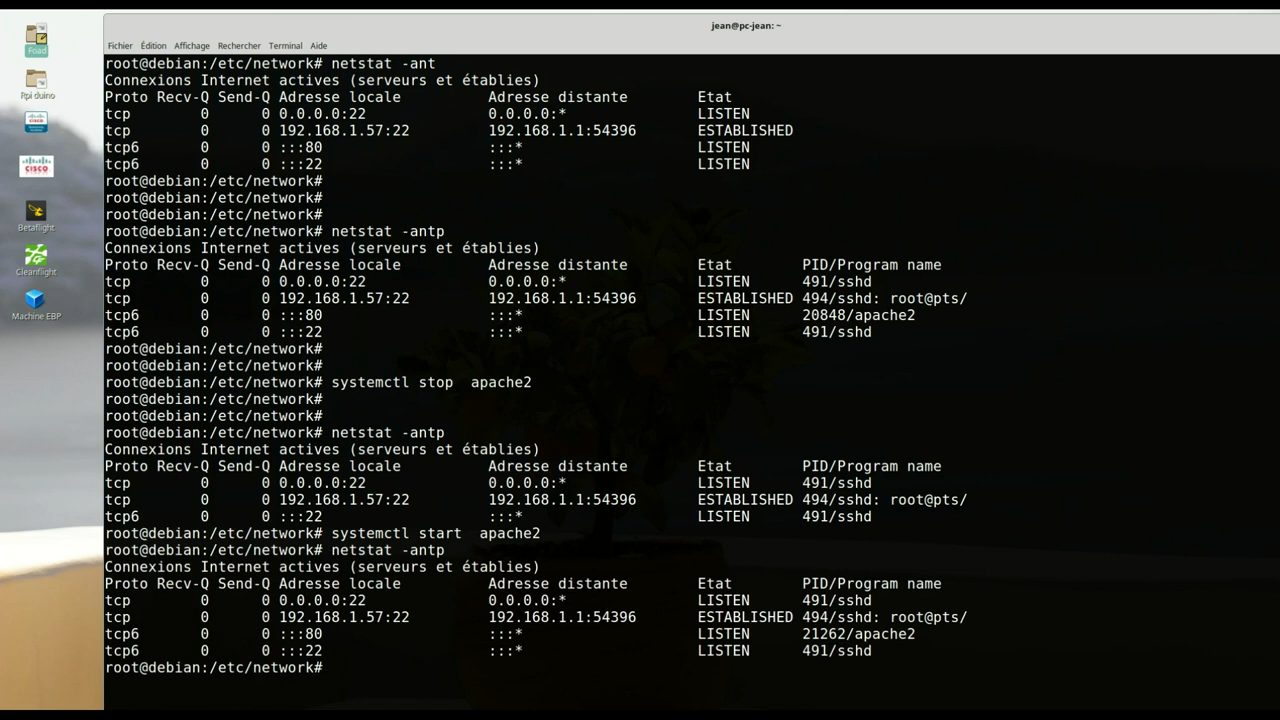 jean@pc-jean: ~
Fichier Édition Affichage Rechercher Terminal Aide
Foad
Rpi duino
CISCO
CISCO
Betaflight
Cleanflight
Machine EBP
root@debian:/etc/network# netstat -ant
Connexions Internet actives (serveurs et établies)
Proto Recv-Q Send-Q Adresse locale Adresse distante Etat
tcp 0 0 0.0.0.0:22 0.0.0.0:* LISTEN
tcp 0 0 192.168.1.57:22 192.168.1.1:54396 ESTABLISHED
tcp6 0 0 :::80 :::* LISTEN
tcp6 0 0 :::22 :::* LISTEN
root@debian:/etc/network#
root@debian:/etc/network#
root@debian:/etc/network#
root@debian:/etc/network# netstat -antp
Connexions Internet actives (serveurs et établies)
Proto Recv-Q Send-Q Adresse locale Adresse distante Etat PID/Program name
tcp 0 0 0.0.0.0:22 0.0.0.0:* LISTEN 491/sshd
tcp 0 0 192.168.1.57:22 192.168.1.1:54396 ESTABLISHED 494/sshd: root@pts/
tcp6 0 0 :::80 :::* LISTEN 20848/apache2
tcp6 0 0 :::22 :::* LISTEN 491/sshd
root@debian:/etc/network#
root@debian:/etc/network#
root@debian:/etc/network# systemctl stop  apache2
root@debian:/etc/network#
root@debian:/etc/network#
root@debian:/etc/network# netstat -antp
Connexions Internet actives (serveurs et établies)
Proto Recv-Q Send-Q Adresse locale Adresse distante Etat PID/Program name
tcp 0 0 0.0.0.0:22 0.0.0.0:* LISTEN 491/sshd
tcp 0 0 192.168.1.57:22 192.168.1.1:54396 ESTABLISHED 494/sshd: root@pts/
tcp6 0 0 :::22 :::* LISTEN 491/sshd
root@debian:/etc/network# systemctl start  apache2
root@debian:/etc/network# netstat -antp
Connexions Internet actives (serveurs et établies)
Proto Recv-Q Send-Q Adresse locale Adresse distante Etat PID/Program name
tcp 0 0 0.0.0.0:22 0.0.0.0:* LISTEN 491/sshd
tcp 0 0 192.168.1.57:22 192.168.1.1:54396 ESTABLISHED 494/sshd: root@pts/
tcp6 0 0 :::80 :::* LISTEN 21262/apache2
tcp6 0 0 :::22 :::* LISTEN 491/sshd
root@debian:/etc/network#